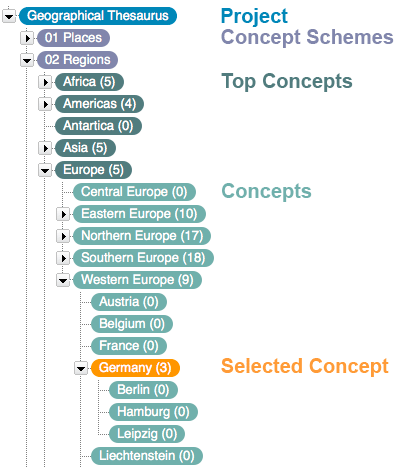 Geographical Thesaurus Project
01 Places Concept Schemes
02 Regions
Africa (5) Top Concepts
Americas (4)
Antartica (0)
Asia (5)
Europe (5)
Central Europe (0) Concepts
Eastern Europe (10)
Northern Europe (17)
Southern Europe (18)
Western Europe (9)
Austria (0)
Belgium (0)
France (0)
Germany (3) Selected Concept
Berlin (0)
Hamburg (0)
Leipzig (0)
Liechtenstein (0)